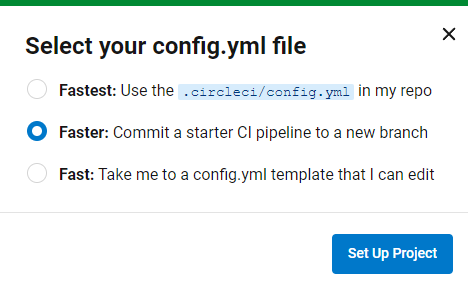 Select your config.yml file
Fastest: Use the .circleci/config.yml in my repo
Faster: Commit a starter CI pipeline to a new branch
Fast: Take me to a config.yml template that I can edit
Set Up Project